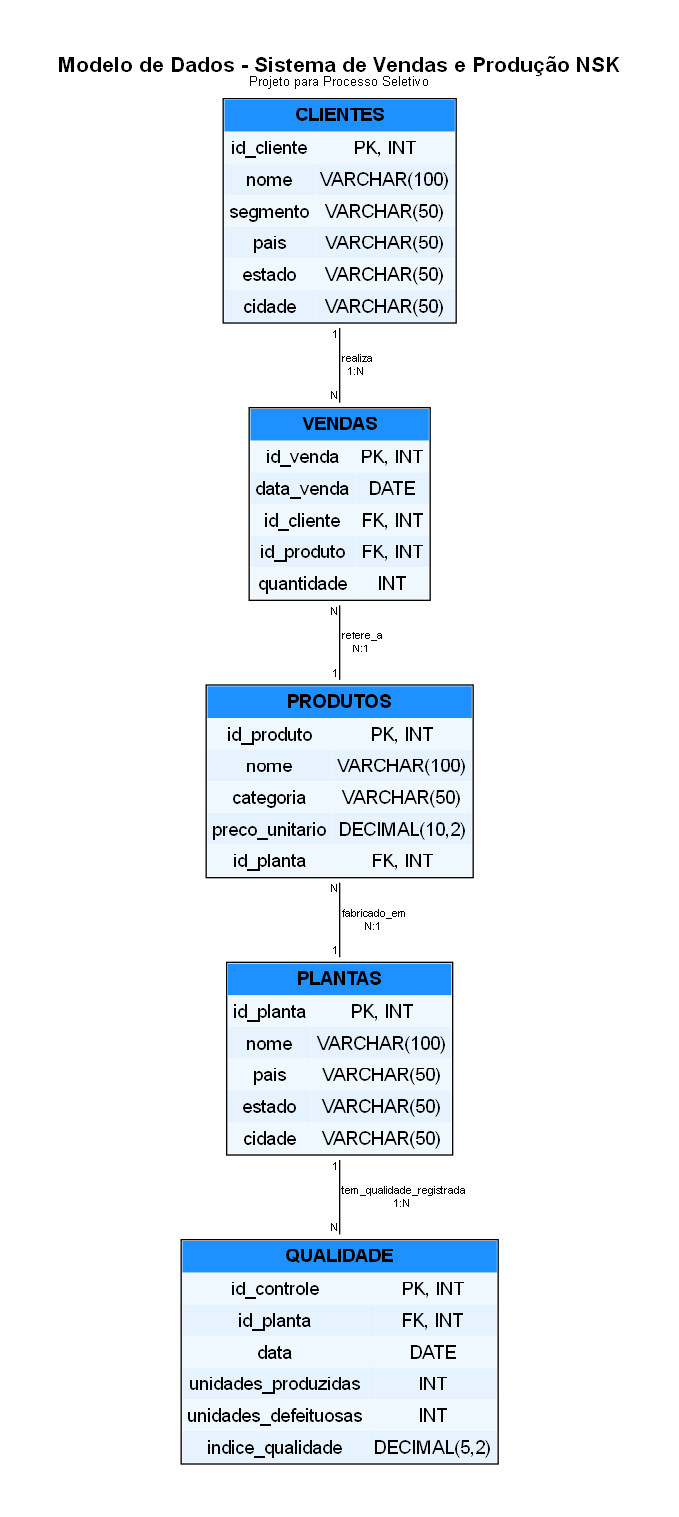 Modelo de Dados - Sistema de Vendas e Produção NSK
Projeto para Processo Seletivo
CLIENTES
id_cliente PK, INT
nome VARCHAR(100)
segmento VARCHAR(50)
pais VARCHAR(50)
estado VARCHAR(50)
cidade VARCHAR(50)
1
realiza
1:N
N
VENDAS
id_venda PK, INT
data_venda DATE
id_cliente FK, INT
id_produto FK, INT
quantidade INT
N
refere_a
N:1
1
PRODUTOS
id_produto PK, INT
nome VARCHAR(100)
categoria VARCHAR(50)
preco_unitario DECIMAL(10,2)
id_planta FK, INT
N
fabricado_em
N:1
1
PLANTAS
id_planta PK, INT
nome VARCHAR(100)
pais VARCHAR(50)
estado VARCHAR(50)
cidade VARCHAR(50)
1
tem_qualidade_registrada
1:N
N
QUALIDADE
id_controle PK, INT
id_planta FK, INT
data DATE
unidades_produzidas INT
unidades_defeituosas INT
indice_qualidade DECIMAL(5,2)